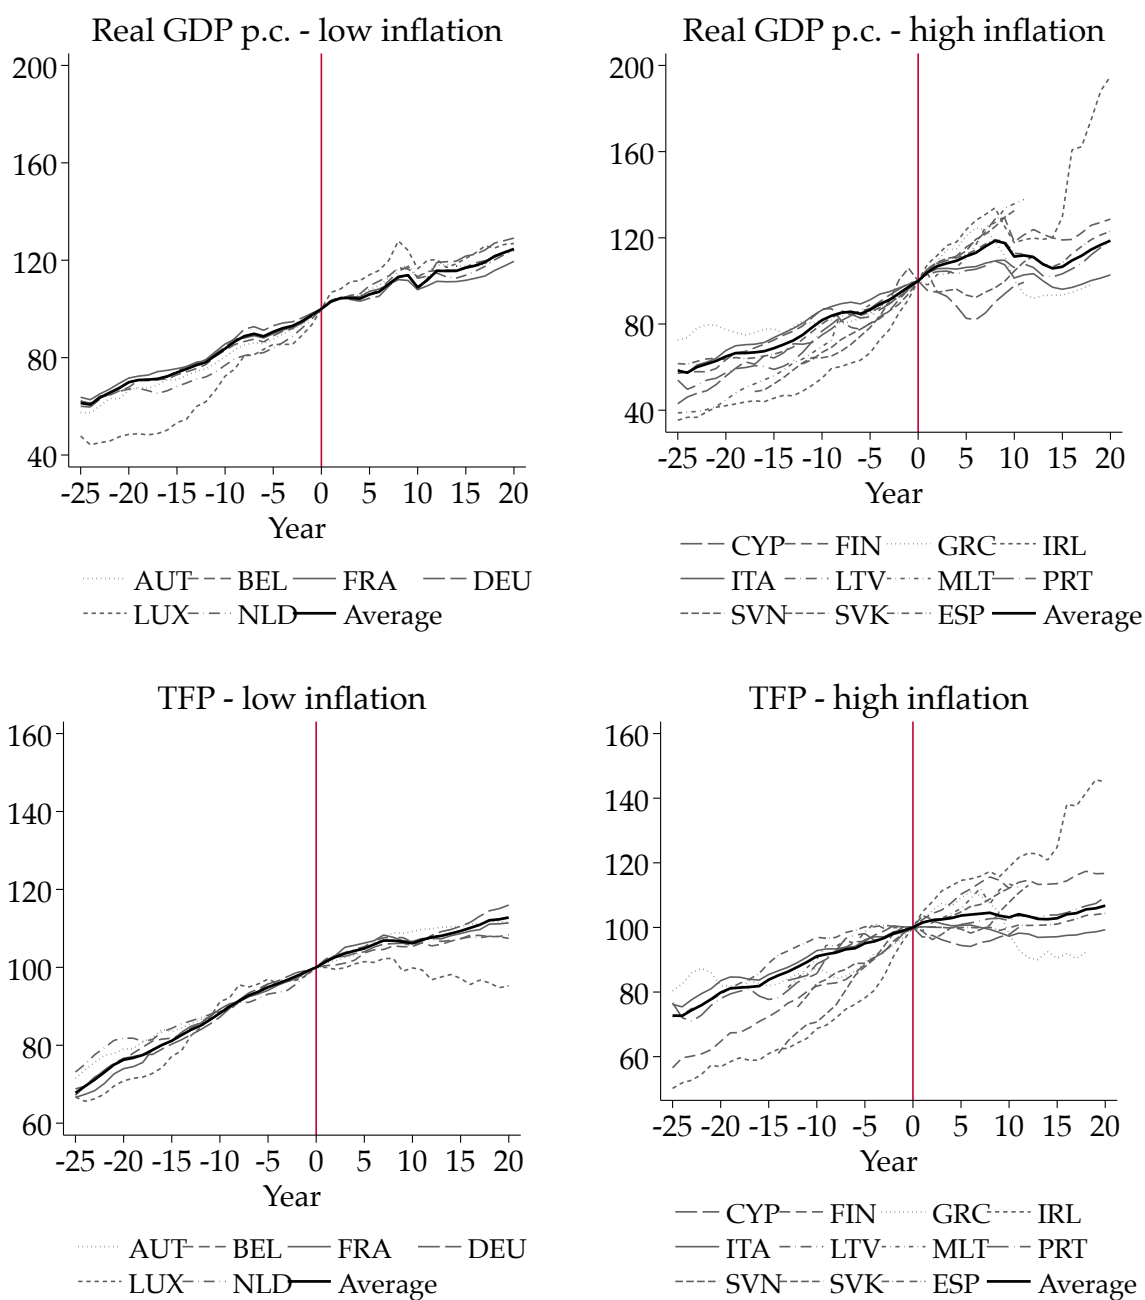 Real GDP p.c. - low inflation
200
160
120
80
40
-25 -20 -15 -10 -5 0 5 10 15 20
Year
AUT BEL FRA DEU
LUX NLD Average
Real GDP p.c. - high inflation
200
160
120
80
40
-25 -20 -15 -10 -5 0 5 10 15 20
Year
CYP FIN GRC IRL
ITA LTV MLT PRT
SVN SVK ESP Average
TFP - low inflation
160
140
120
100
80
60
-25 -20 -15 -10 -5 0 5 10 15 20
Year
AUT BEL FRA DEU
LUX NLD Average
TFP - high inflation
160
140
120
100
80
60
-25 -20 -15 -10 -5 0 5 10 15 20
Year
CYP FIN GRC IRL
ITA LTV MLT PRT
SVN SVK ESP Average